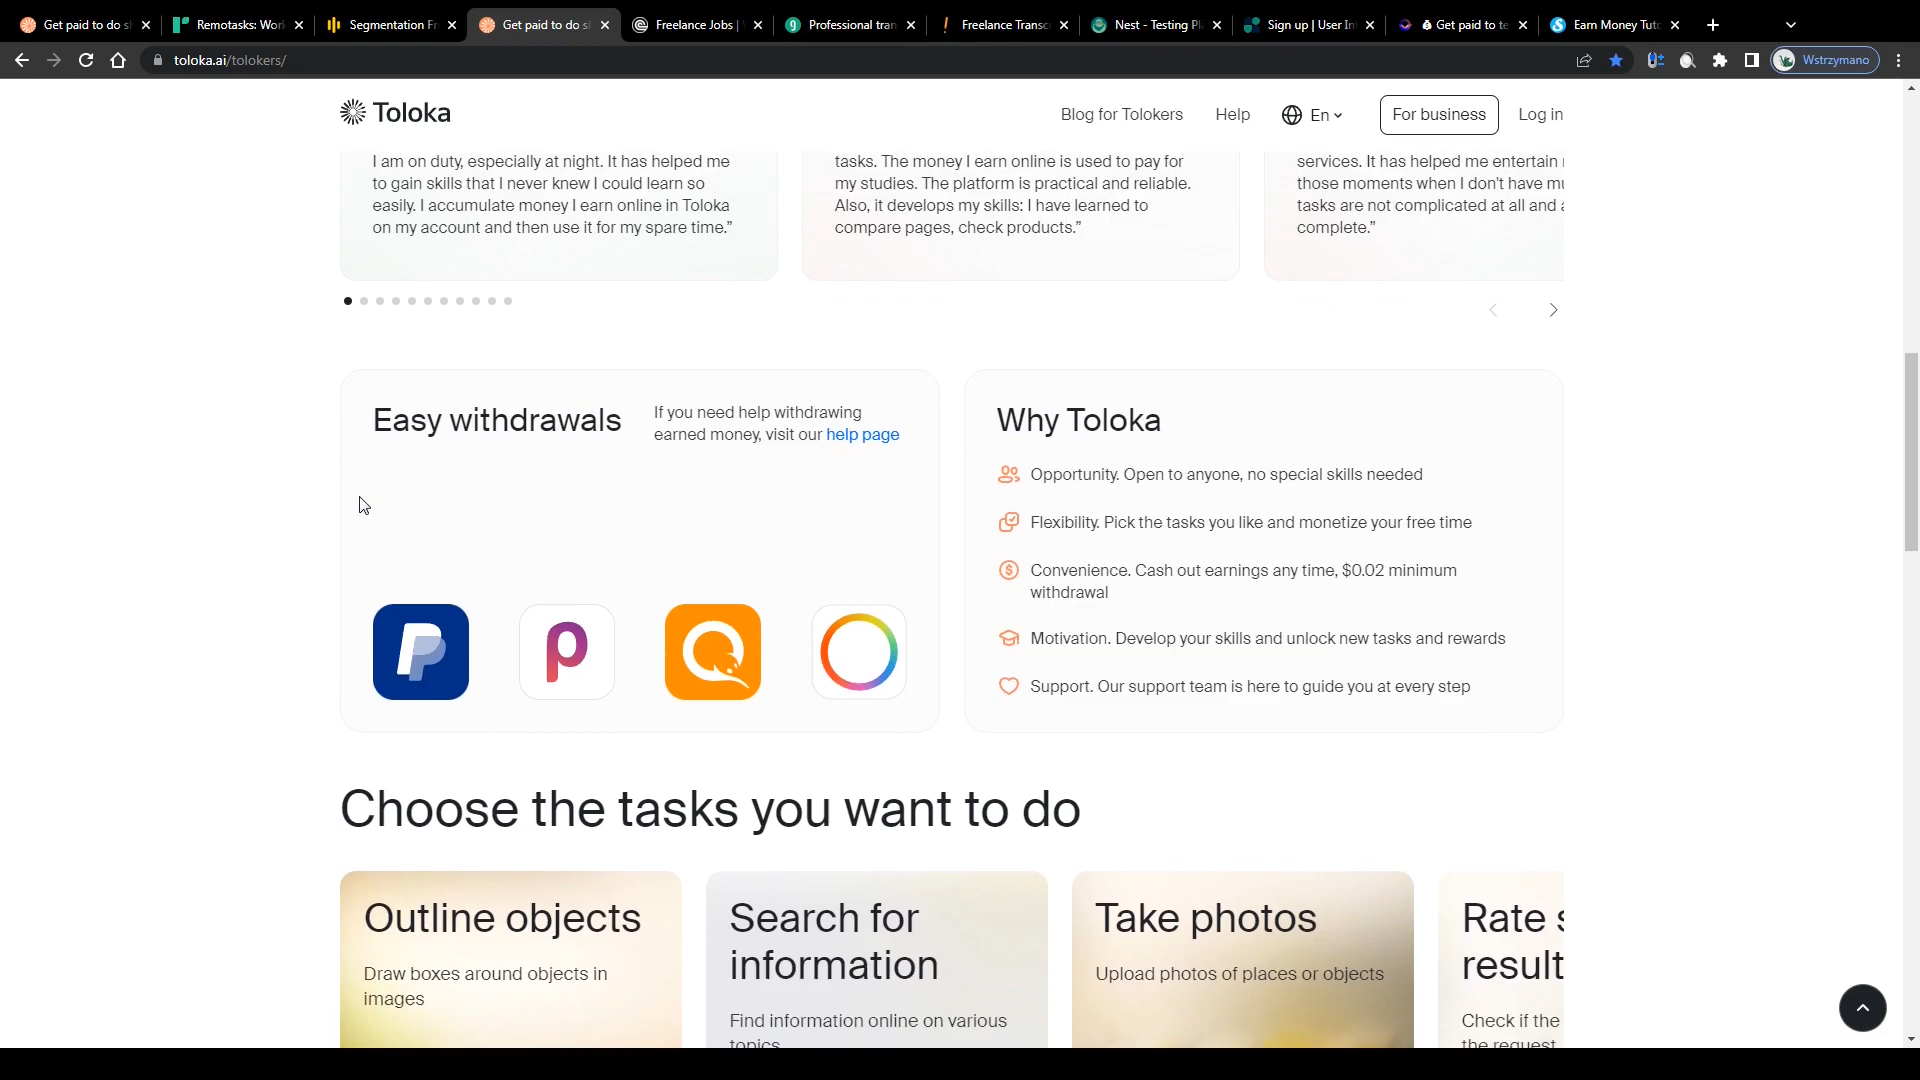 Get paid to do sh
Remotasks: Work
Segmentation Fr
Get paid to do sh
Freelance Jobs |
Professional tran
Freelance Transc
Nest - Testing Pl
Sign up | User In
Get paid to te
Earn Money Tuto
toloka.ai/tolokers/
Wstrzymano
Toloka
Blog for Tolokers
Help
En
For business
Log in
I am on duty, especially at night. It has helped me
to gain skills that I never knew I could learn so
easily. I accumulate money I earn online in Toloka
on my account and then use it for my spare time.”
tasks. The money I earn online is used to pay for
my studies. The platform is practical and reliable.
Also, it develops my skills: I have learned to
compare pages, check products.”
services. It has helped me entertain
those moments when I don't have mu
tasks are not complicated at all and a
complete.”
Easy withdrawals
If you need help withdrawing
earned money, visit our help page
Why Toloka
Opportunity. Open to anyone, no special skills needed
Flexibility. Pick the tasks you like and monetize your free time
Convenience. Cash out earnings any time, $0.02 minimum
withdrawal
Motivation. Develop your skills and unlock new tasks and rewards
Support. Our support team is here to guide you at every step
Choose the tasks you want to do
Outline objects
Draw boxes around objects in
images
Search for
information
Find information online on various
topics
Take photos
Upload photos of places or objects
Rate s
result
Check if the
the request